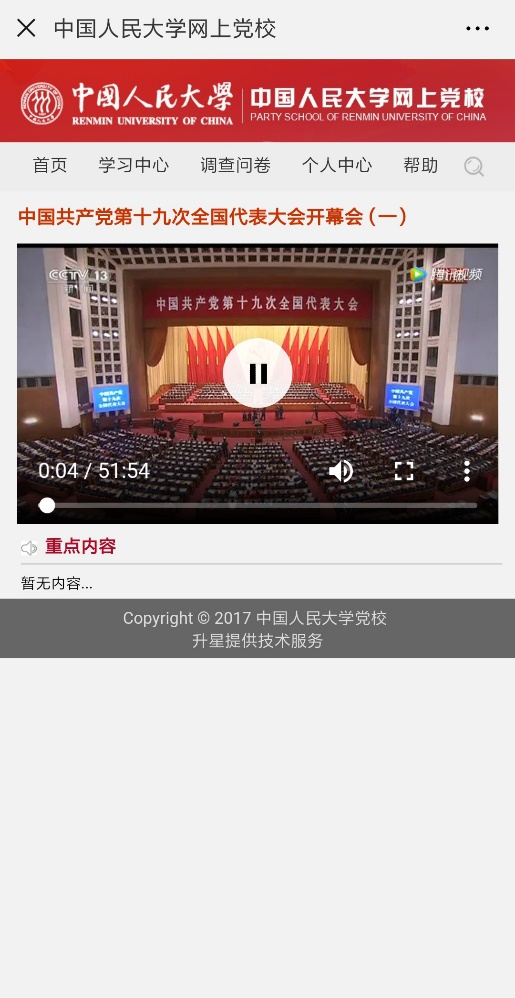 中国人民大学网上党校
中國人民大學
RENMIN UNIVERSITY OF CHINA
中国人民大学网上党校
PARTY SCHOOL OF RENMIN UNIVERSITY OF CHINA
首页 学习中心 调查问卷 个人中心 帮助
中国共产党第十九次全国代表大会开幕会(一)
CCTV 13
腾讯视频
中国共产党第十九次全国代表大会
0:04 / 51:54
重点内容
暂无内容...
Copyright © 2017 中国人民大学党校
升星提供技术服务